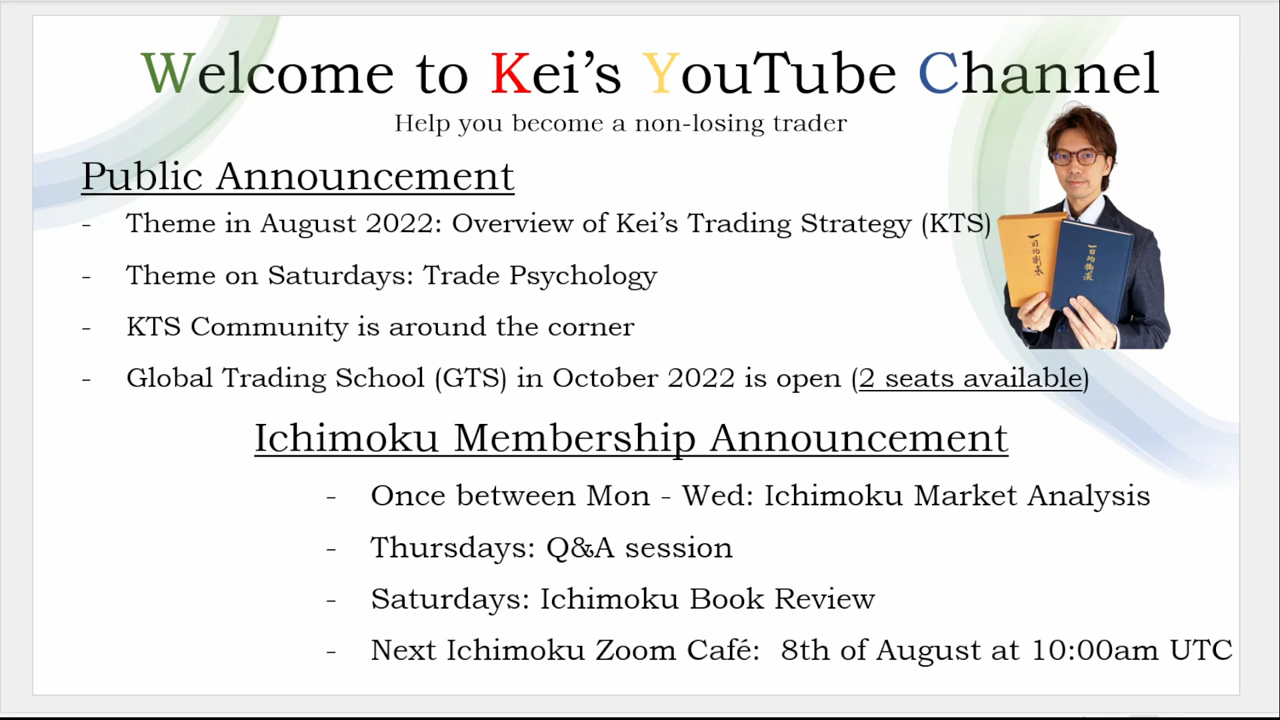 Welcome to Kei’s YouTube Channel
Help you become a non-losing trader
Public Announcement
- Theme in August 2022: Overview of Kei’s Trading Strategy (KTS)
- Theme on Saturdays: Trade Psychology
- KTS Community is around the corner
- Global Trading School (GTS) in October 2022 is open (2 seats available)
Ichimoku Membership Announcement
- Once between Mon - Wed: Ichimoku Market Analysis
- Thursdays: Q&A session
- Saturdays: Ichimoku Book Review
- Next Ichimoku Zoom Café:  8th of August at 10:00am UTC